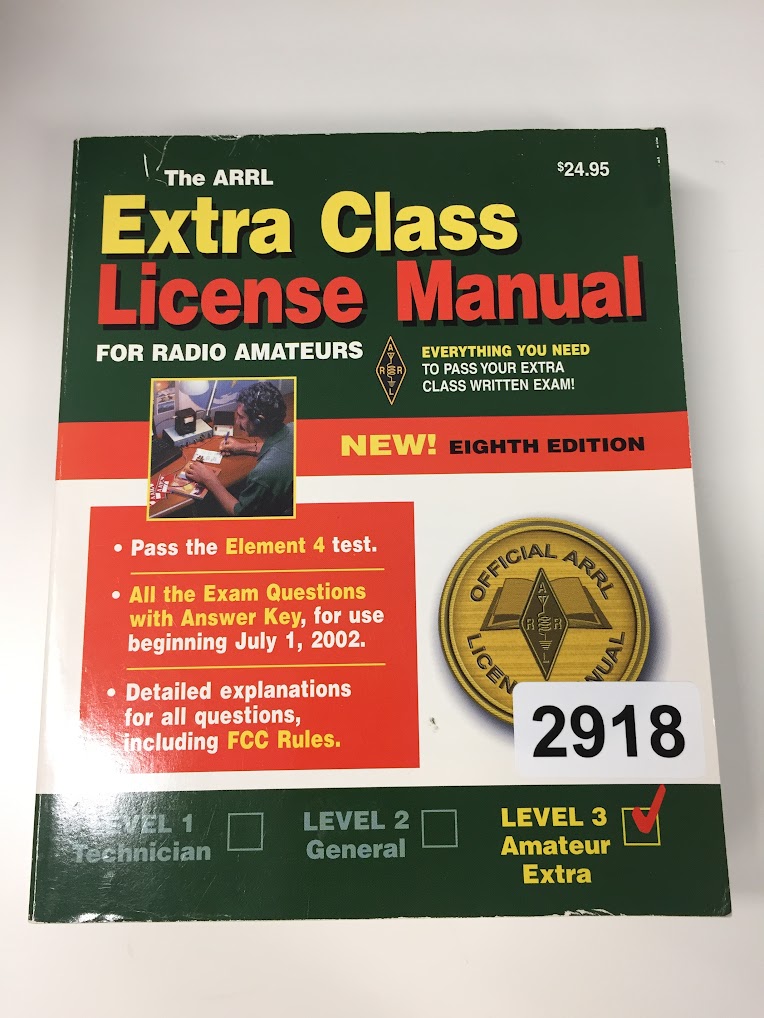 The ARRL
$24.95
Extra Class
License Manual
FOR RADIO AMATEURS
A
R R
L
EVERYTHING YOU NEED
TO PASS YOUR EXTRA
CLASS WRITTEN EXAM!
NEW! EIGHTH EDITION
• Pass the Element 4 test.
• All the Exam Questions
with Answer Key, for use
beginning July 1, 2002.
• Detailed explanations
for all questions,
including FCC Rules.
OFFICIAL ARRL
A
R R
L
2918
LEVEL 1
Technician
LEVEL 2
General
LEVEL 3
Amateur
Extra